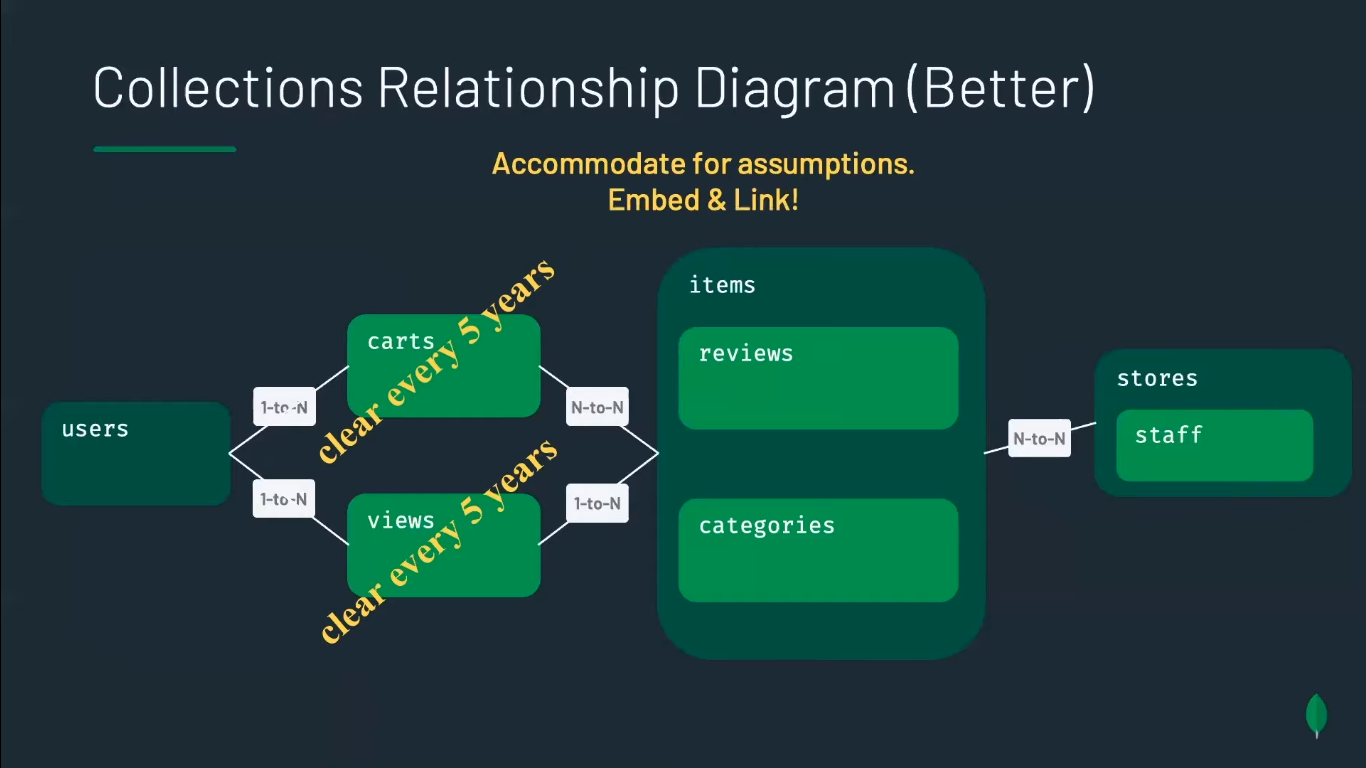 Collections Relationship Diagram (Better)
Accommodate for assumptions.
Embed & Link!
users
1-to-N
1-to-N
carts
clear every 5 years
views
clear every 5 years
N-to-N
1-to-N
items
reviews
categories
N-to-N
stores
staff